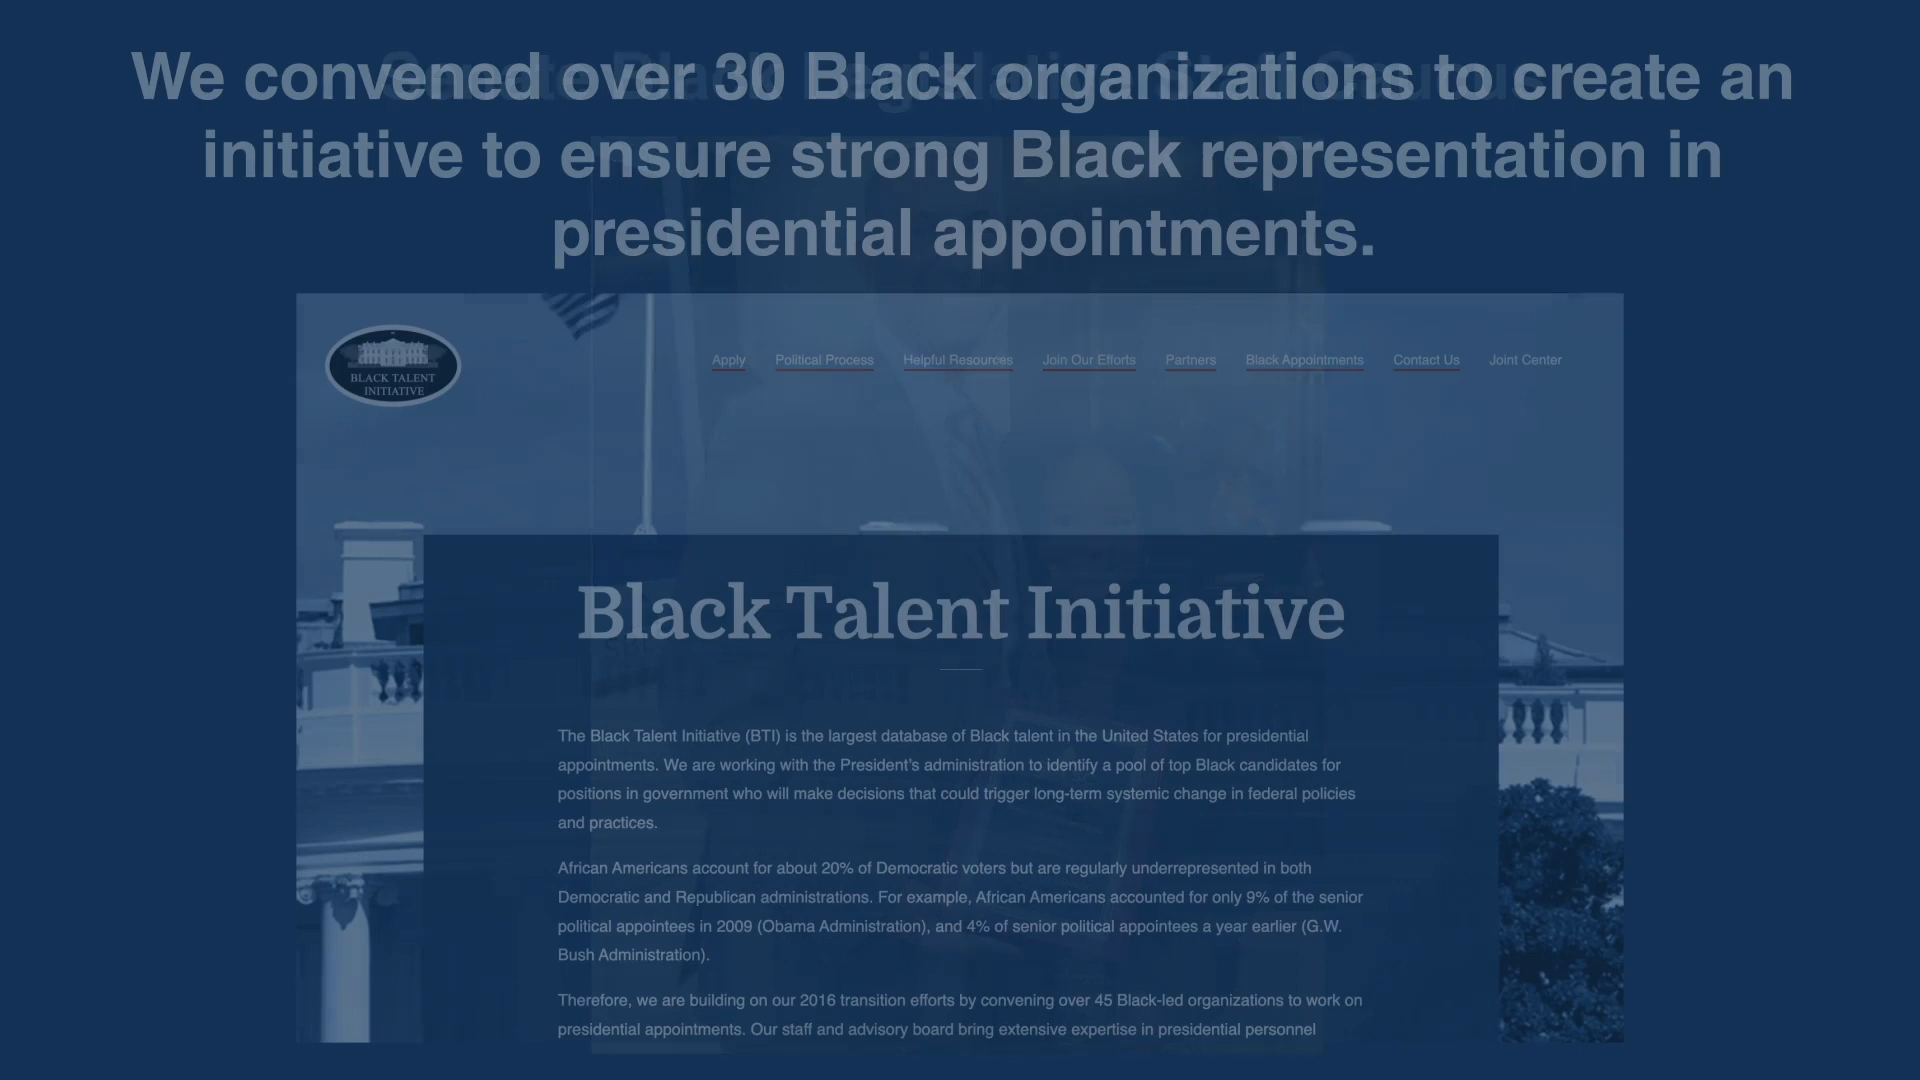 We convened over 30 Black organizations to create an
initiative to ensure strong Black representation in
presidential appointments.
BLACK TALENT
INITIATIVE
Apply Political Process Helpful Resources Join Our Efforts Partners Black Appointments Contact Us Joint Center
Black Talent Initiative
The Black Talent Initiative (BTI) is the largest database of Black talent in the United States for presidential
appointments. We are working with the President's administration to identify a pool of top Black candidates for
positions in government who will make decisions that could trigger long-term systemic change in federal policies
and practices.
African Americans account for about 20% of Democratic voters but are regularly underrepresented in both
Democratic and Republican administrations. For example, African Americans accounted for only 9% of the senior
political appointees in 2009 (Obama Administration), and 4% of senior political appointees a year earlier (G.W.
Bush Administration).
Therefore, we are building on our 2016 transition efforts by convening over 45 Black-led organizations to work on
presidential appointments. Our staff and advisory board bring extensive expertise in presidential personnel